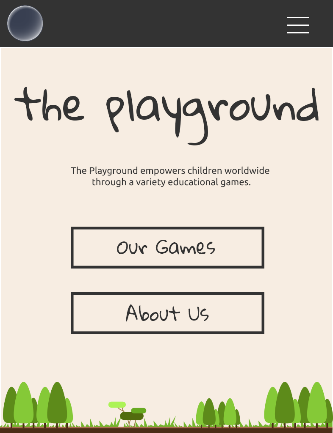 the playground
The Playground empowers children worldwide
through a variety educational games.
Our Games
About Us